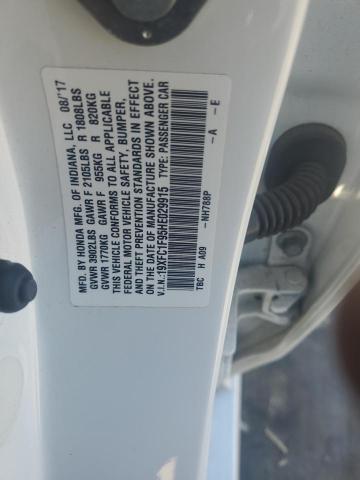 MFD. BY HONDA MFG. OF INDIANA, LLC 08/'17
GVWR 3902LBS GAWR F 2105LBS R 1808LBS
GVWR 1770KG GAWR F 955KG R 820KG
THIS VEHICLE CONFORMS TO ALL APPLICABLE
FEDERAL MOTOR VEHICLE SAFETY, BUMPER,
AND THEFT PREVENTION STANDARDS IN EFFECT
ON THE DATE OF MANUFACTURE SHOWN ABOVE.
V.I.N.:19XFC1F95HE029915 TYPE: PASSENGER CAR
TBC H A09 -NH788P -A -E